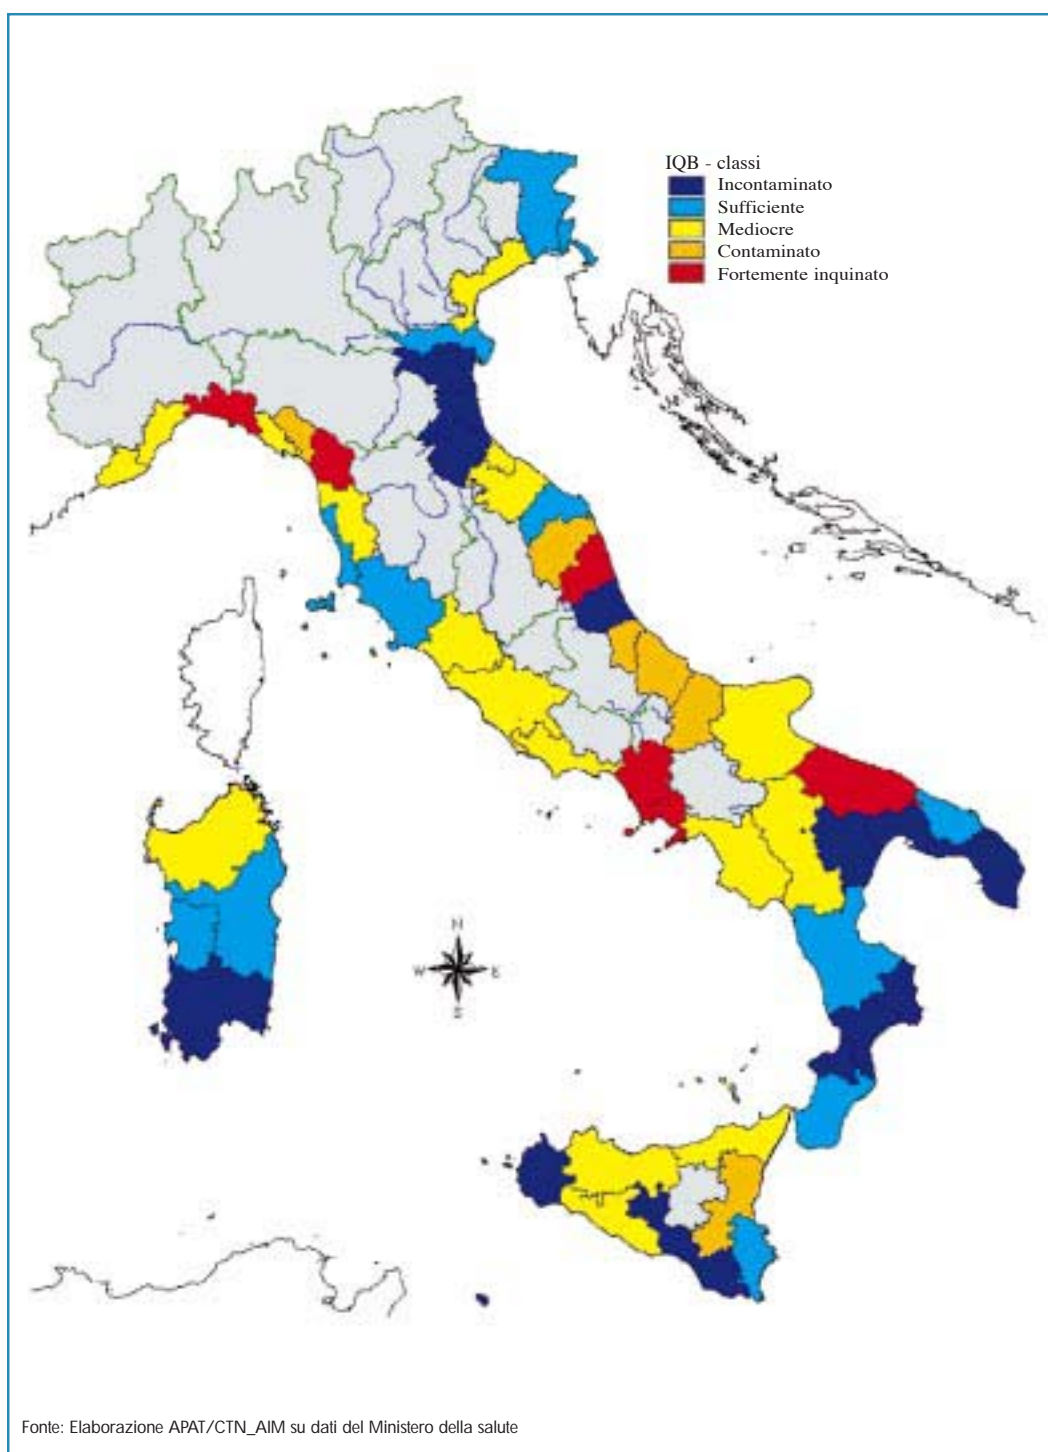 IQB - classi
Incontaminato
Sufficiente
Mediocre
Contaminato
Fortemente inquinato
N
W E
S
Fonte: Elaborazione APAT/CTN_AIM su dati del Ministero della salute